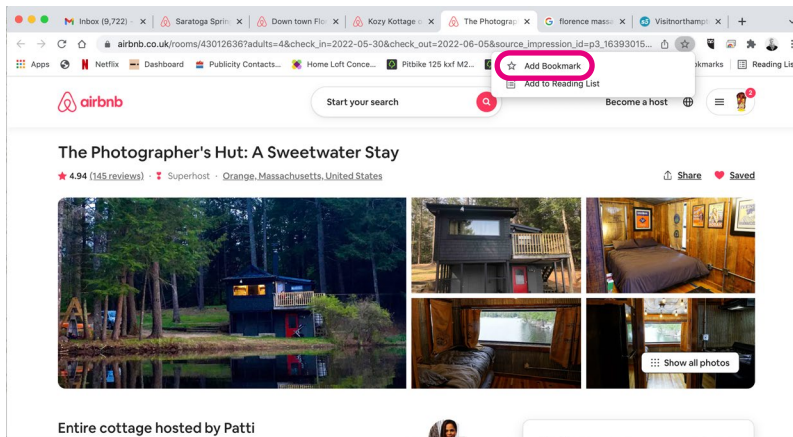 Inbox (9,722) –
Saratoga Spring
Down town Flo
Kozy Kottage o
The Photograp
florence massa
Visitnorthampt
airbnb.co.uk/rooms/43012636?adults=4&check_in=2022-05-30&check_out=2022-06-05&source_impression_id=p3_16393015...
Apps
Netflix
Dashboard
Publicity Contacts...
Home Loft Conce...
Pitbike 125 kxf M2...
okmarks
Reading Lis
Add Bookmark
Add to Reading List
airbnb
Start your search
Become a host
2
The Photographer's Hut: A Sweetwater Stay
4.94 (145 reviews) · Superhost · Orange, Massachusetts, United States
Share
Saved
Show all photos
Entire cottage hosted by Patti